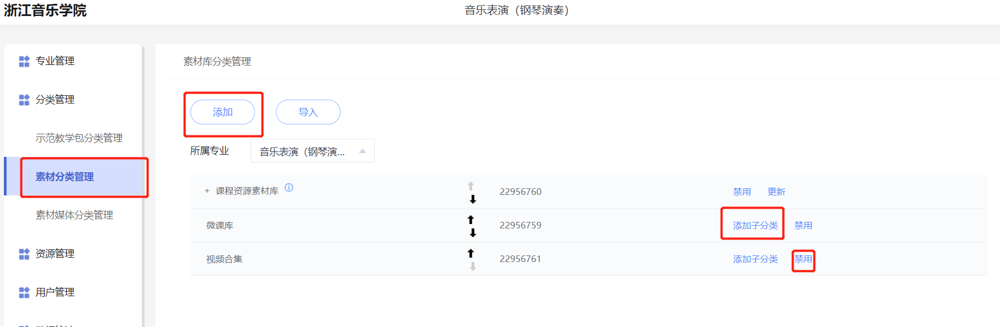 浙江音乐学院
音乐表演（钢琴演奏）
专业管理
分类管理
示范教学包分类管理
素材分类管理
素材媒体分类管理
资源管理
用户管理
素材库分类管理
添加 导入
所属专业 音乐表演（钢琴演...
+ 课程资源素材库 22956760 禁用 更新
微课库 22956759 添加子分类 禁用
视频合集 22956761 添加子分类 禁用